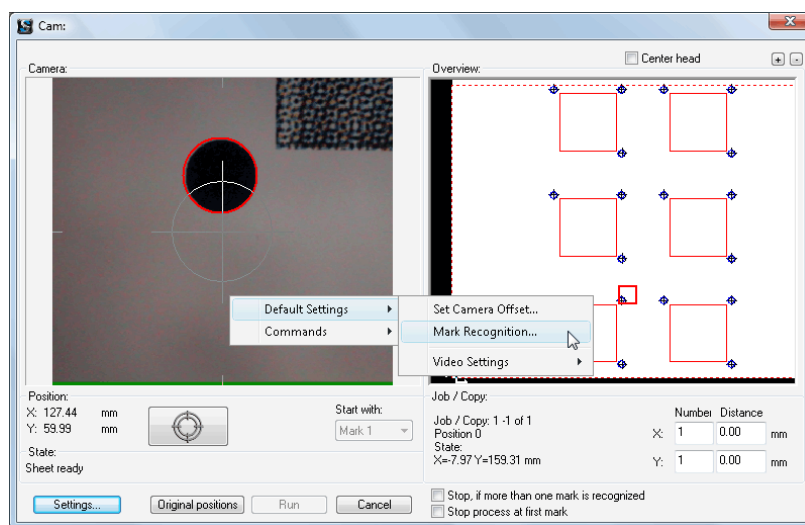 Cam:
Center head
+ -
Camera:
Overview:
Default Settings
Commands
Set Camera Offset...
Mark Recognition...
Video Settings
Position:
X: 127.44 mm
Y: 59.99 mm
Start with:
Mark 1
State:
Sheet ready
Job / Copy:
Job / Copy: 1 -1 of 1
Position 0
State:
X=-7.97 Y=159.31 mm
Number Distance
X: 1 0.00 mm
Y: 1 0.00 mm
Settings... Original positions Run Cancel
Stop, if more than one mark is recognized
Stop process at first mark